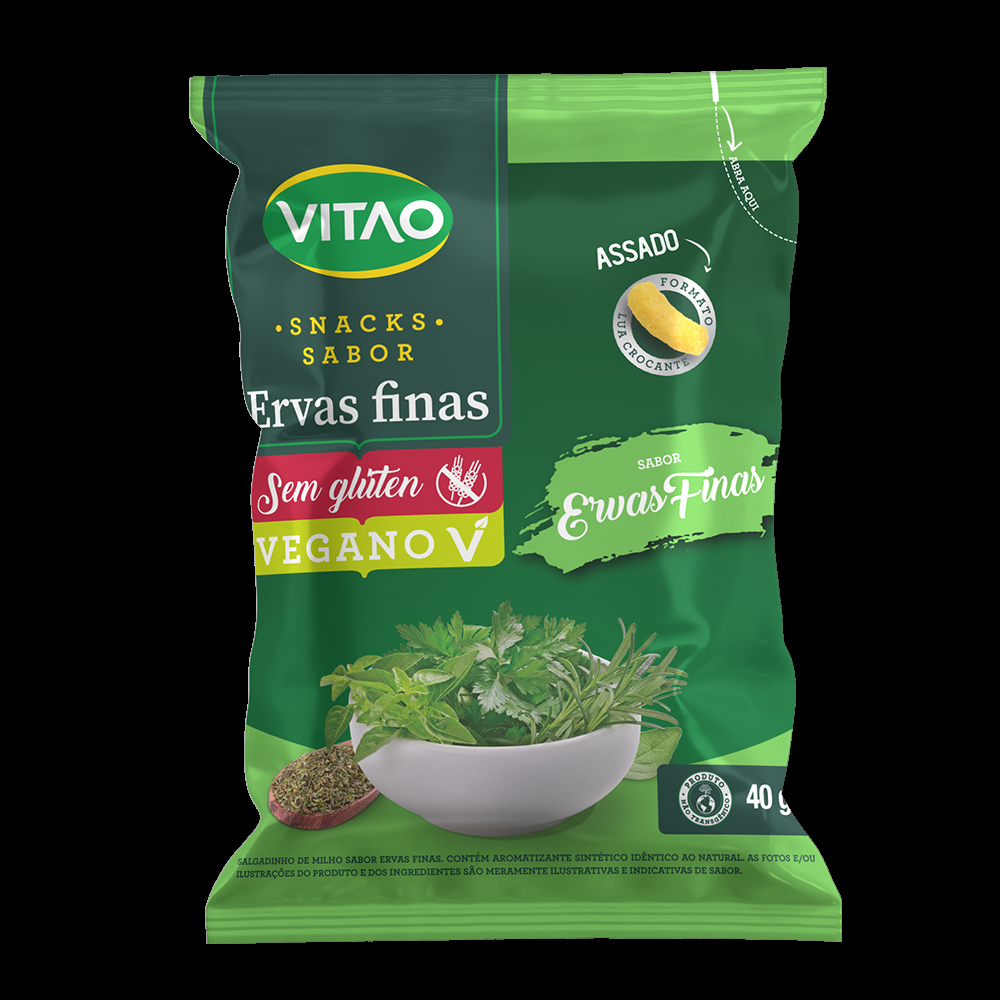 VITAO
•SNACKS•
SABOR
Ervas finas
Sem glúten
VEGANO V
ABRA AQUI
ASSADO
FORMATO
LUA CROCANTE
SABOR
Ervas Finas
PRODUTO
NÃO TRANSGÊNICO
40 g
SALGADINHO DE MILHO SABOR ERVAS FINAS. CONTÉM AROMATIZANTE SINTÉTICO IDÊNTICO AO NATURAL. AS FOTOS E/OU
ILUSTRAÇÕES DO PRODUTO E DOS INGREDIENTES SÃO MERAMENTE ILUSTRATIVAS E INDICATIVAS DE SABOR.